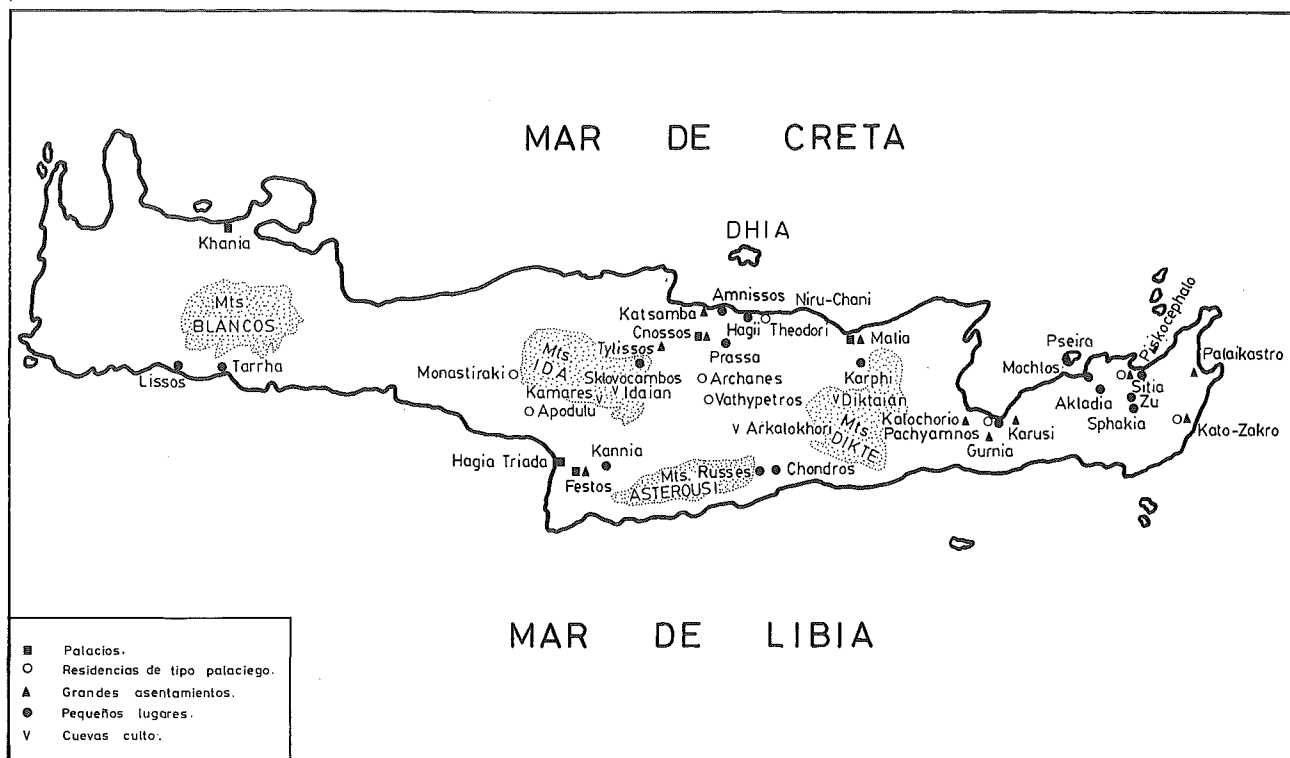 MAR DE CRETA
DHIA
Khania
Mts.
BLANCOS
Lissos
Tarrha
Amnissos
Niru-Chani
Katsamba
Hagii Theodori
Cnossos
Malia
Tylissos
Prassa
Mts.
IDA
Monastiraki
Sklovocambos
Archanes
Karphi
Kamares
Idaian
Vathypetros
Diktaian
Apodulu
Arkalokhori
Mts.
DIKTE
Kalochorio
Pachyamnos
Karusi
Gurnia
Pseira
Mochlos
Piskocephalo
Palaikastro
Sitia
Akladia
Zu
Sphakia
Kato-Zakro
Hagia Triada
Kannia
Festos
Mts.
ASTEROUSI
Russes
Chondros
MAR DE LIBIA
Palacios.
Residencias de tipo palaciego.
Grandes asentamientos.
Pequeños lugares.
V Cuevas culto.